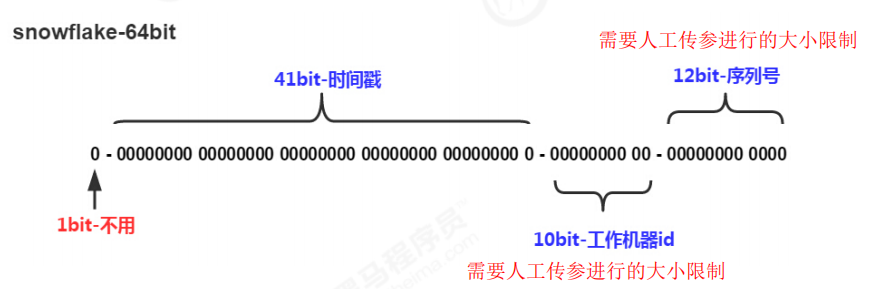 snowflake-64bit
需要人工传参进行的大小限制
41bit-时间戳
12bit-序列号
0 - 00000000 00000000 00000000 00000000 00000000 0 - 00000000 00 - 00000000 0000
1bit-不用
10bit-工作机器id
需要人工传参进行的大小限制